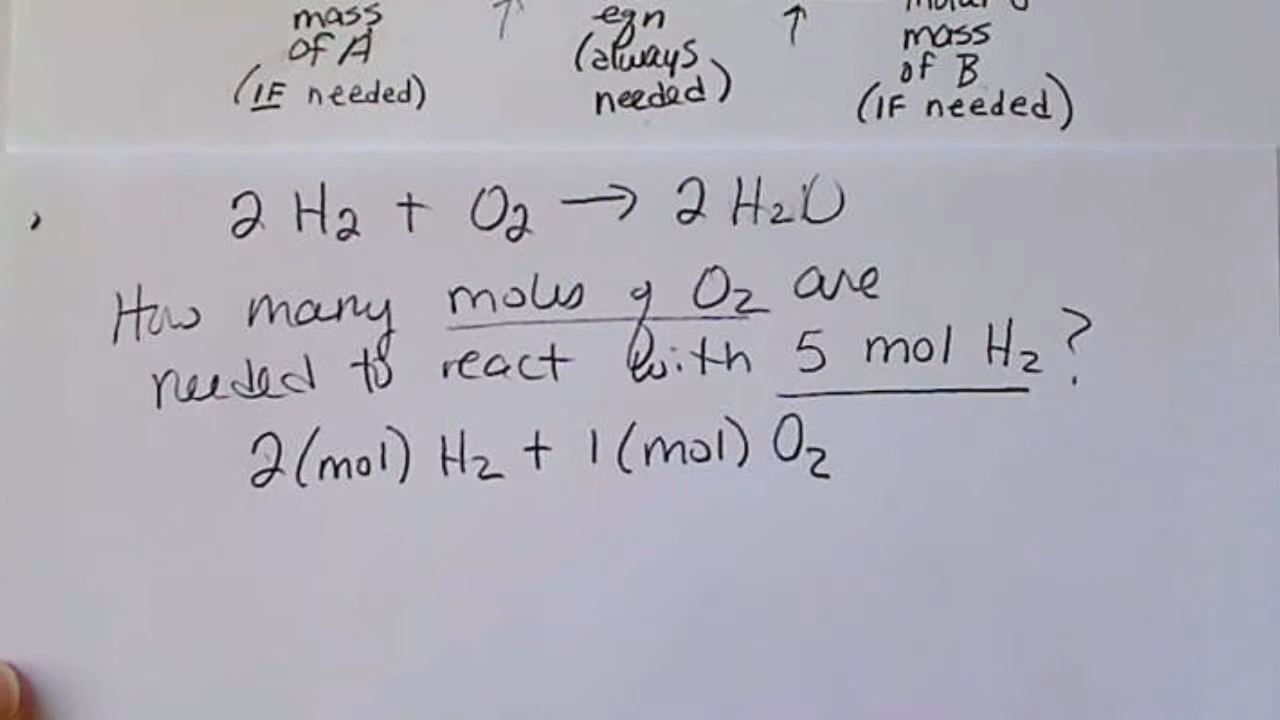 mass eqn molar
of A (always mass
(IF needed) needed) of B
(IF needed)
2 H2 + O2 → 2 H2O
How many moles of O2 are
needed to react with 5 mol H2?
2(mol) H2 + 1(mol) O2